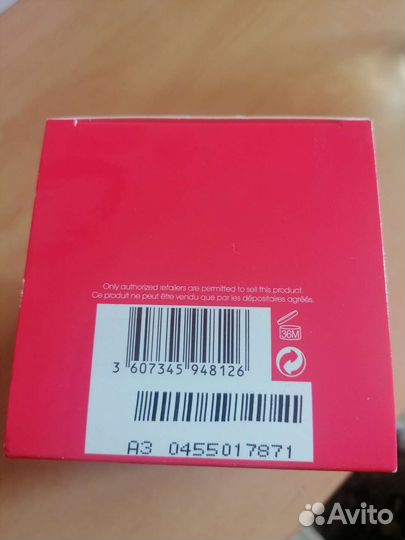 Only authorized retailers are permitted to sell this product.
Ce produit ne peut être vendu que par les dépositaires agréés.
36M
3 607345 948126
A3 0455017871
Avito